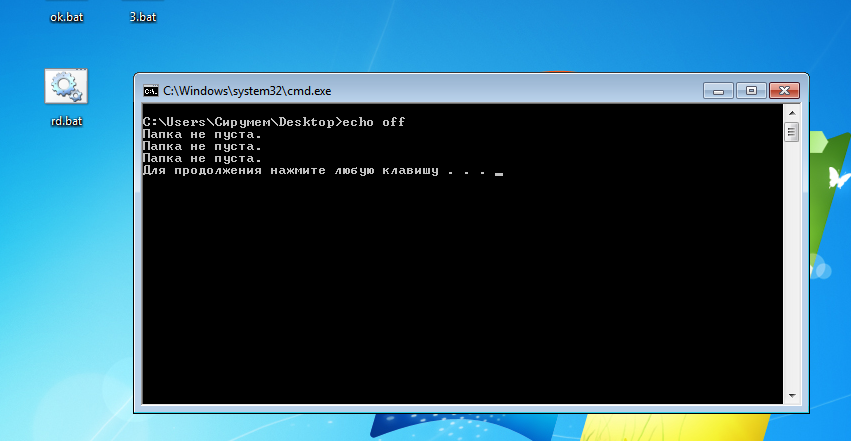 ok.bat
3.bat
rd.bat
C:\Windows\system32\cmd.exe
C:\Users\Сирумем\Desktop>echo off
Папка не пуста.
Папка не пуста.
Папка не пуста.
Для продолжения нажмите любую клавишу . . . _